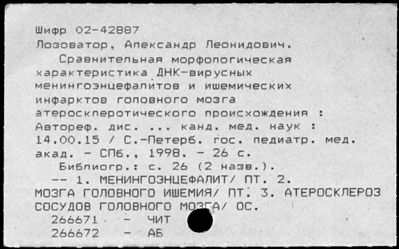 Шифр 02-42887
Лозоватор, Александр Леонидович.
Сравнительная морфологическая
характеристика ДНК-вирусных
менингоэнцефалитов и ишемических
инфарктов головного мозга
атеросклеротического происхождения :
Автореф. дис. ... канд. мед. наук :
14.00.15 / С.-Петерб. гос. педиатр. мед.
акад. - СПб., 1998. - 26 с.
Библиогр.: с. 26 (2 назв.).
-- 1. МЕНИНГОЭНЦЕФАЛИТ/ ПТ. 2.
МОЗГА ГОЛОВНОГО ИШЕМИЯ/ ПТ. 3. АТЕРОСКЛЕРОЗ
СОСУДОВ ГОЛОВНОГО МОЗГА/ ОС.
266671 - ЧИТ
266672 - АБ